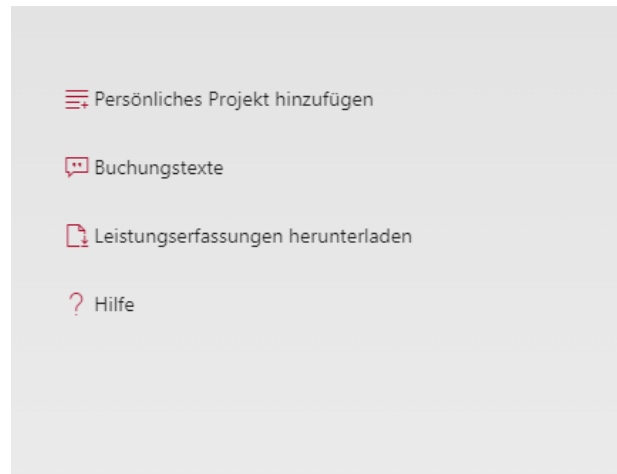 Persönliches Projekt hinzufügen
Buchungstexte
Leistungserfassungen herunterladen
Hilfe